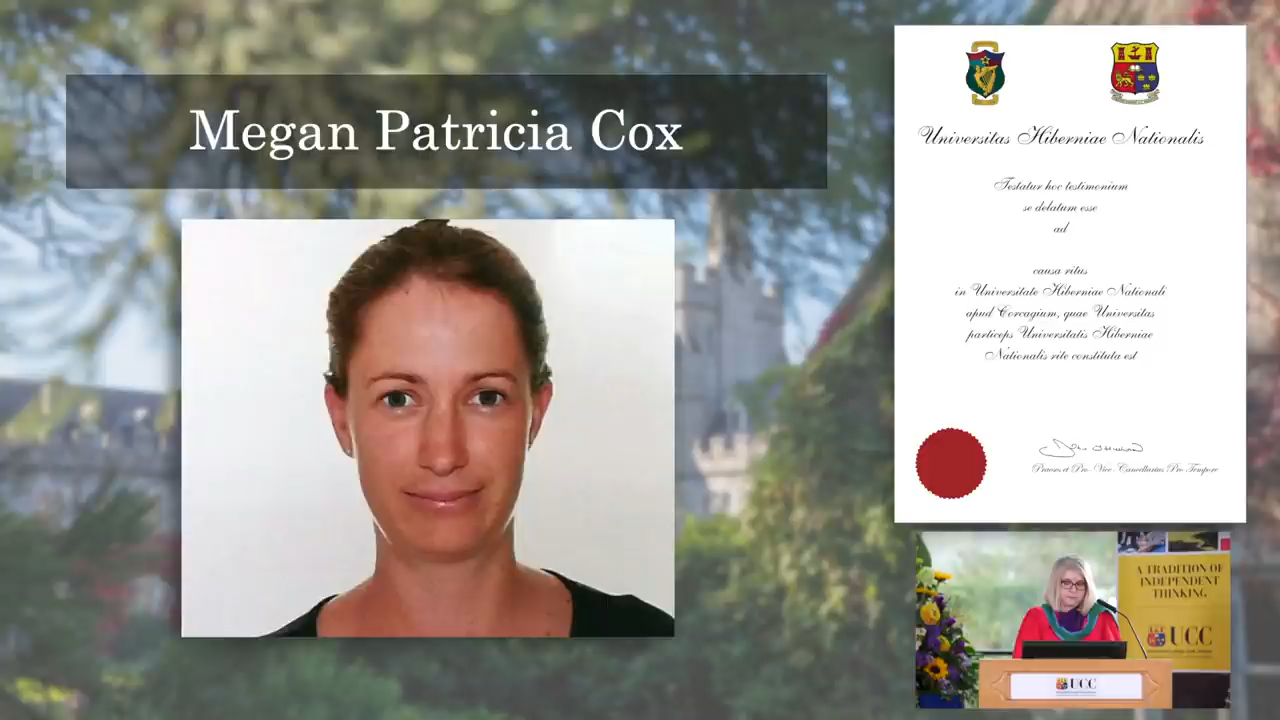 Megan Patricia Cox
Universitas Hiberniae Nationalis
Testatur hoc testimonium
se delatum esse
ad
causa ritus
in Universitate Hiberniae Nationali
apud Corcagium, quae Universitas
particeps Universitatis Hiberniae
Nationalis rite constituta est
Praeses et Pro-Vice-Cancellarius Pro Tempore
A TRADITION OF
INDEPENDENT
THINKING
UCC
UCC